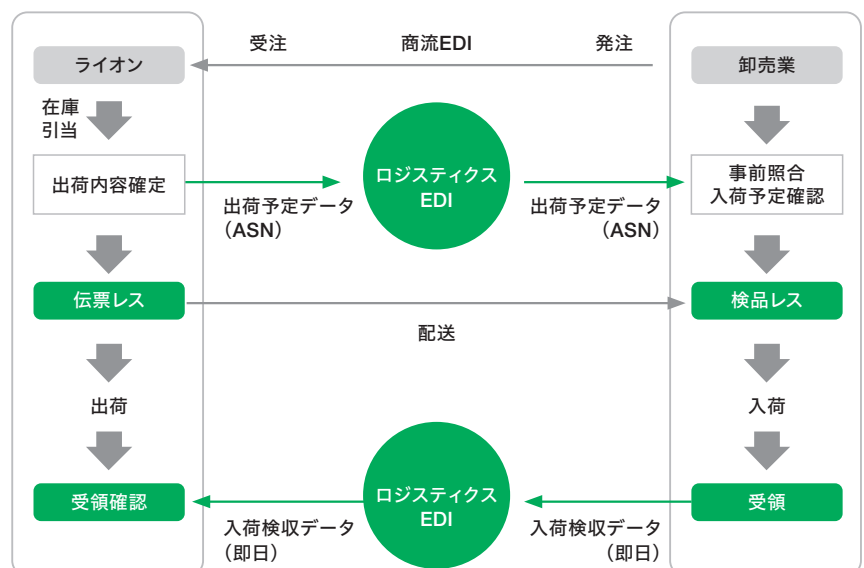 受注
商流EDI
発注
ライオン
卸売業
在庫
引当
出荷内容確定
ロジスティクス
EDI
事前照合
入荷予定確認
出荷予定データ
（ASN）
出荷予定データ
（ASN）
伝票レス
検品レス
配送
出荷
入荷
受領確認
ロジスティクス
EDI
受領
入荷検収データ
（即日）
入荷検収データ
（即日）